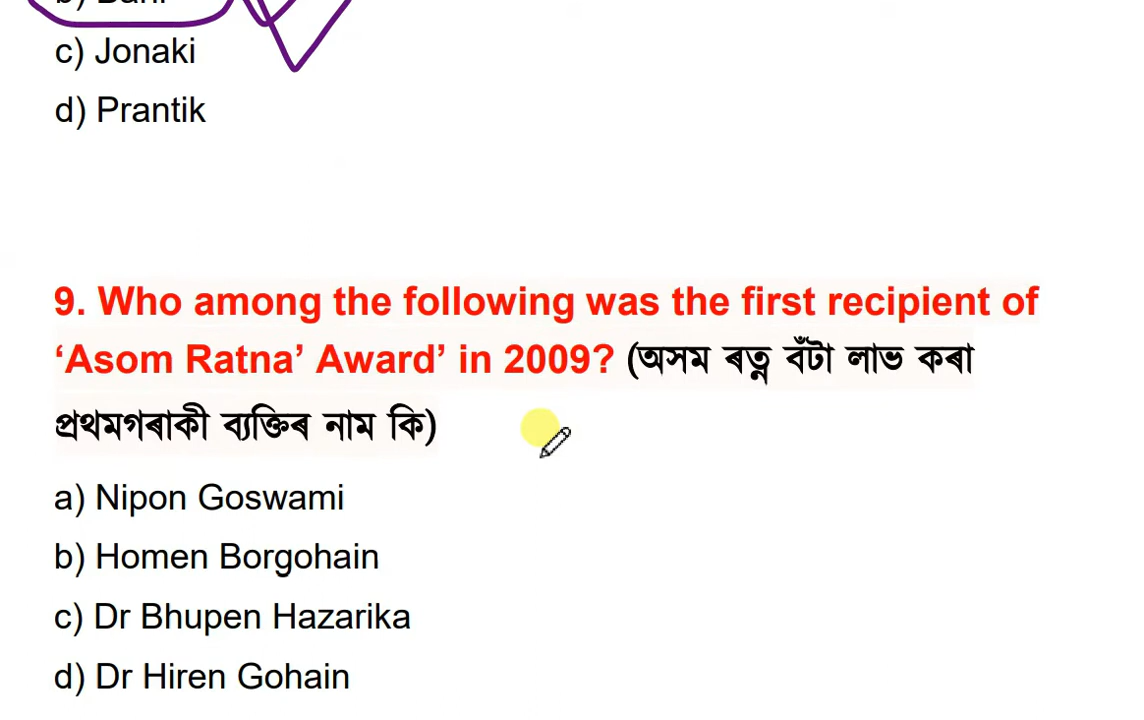 c) Jonaki
d) Prantik
9. Who among the following was the first recipient of
‘Asom Ratna’ Award’ in 2009? (অসম ৰত্ন বঁটা লাভ কৰা
প্ৰথমগৰাকী ব্যক্তিৰ নাম কি)
a) Nipon Goswami
b) Homen Borgohain
c) Dr Bhupen Hazarika
d) Dr Hiren Gohain